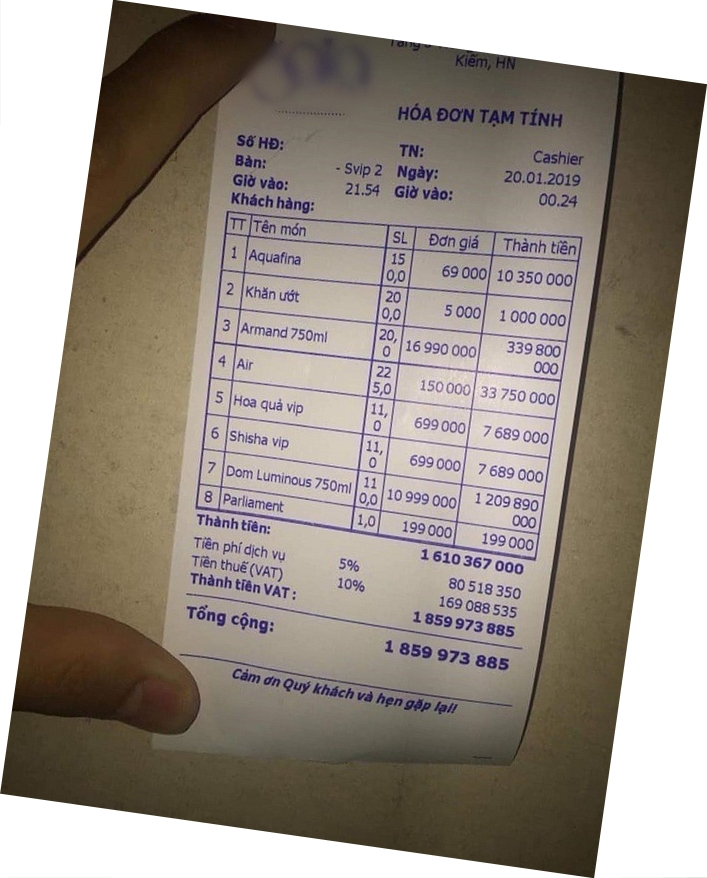 Kiếm, HN
HÓA ĐƠN TẠM TÍNH
Số HĐ: TN: Cashier
Bàn: - Svip 2 Ngày: 20.01.2019
Giờ vào: 21.54 Giờ vào: 00.24
Khách hàng:
TT Tên món SL Đơn giá Thành tiền
1 Aquafina 150,0 69 000 10 350 000
2 Khăn ướt 200,0 5 000 1 000 000
3 Armand 750ml 20,0 16 990 000 339 800 000
4 Air 225,0 150 000 33 750 000
5 Hoa quả vip 11,0 699 000 7 689 000
6 Shisha vip 11,0 699 000 7 689 000
7 Dom Luminous 750ml 110,0 10 999 000 1 209 890 000
8 Parliament 1,0 199 000 199 000
Thành tiền: 1 610 367 000
Tiền phí dịch vụ 5% 80 518 350
Tiền thuế (VAT) 10% 169 088 535
Thành tiền VAT : 1 859 973 885
Tổng cộng: 1 859 973 885
Cảm ơn Quý khách và hẹn gặp lại!